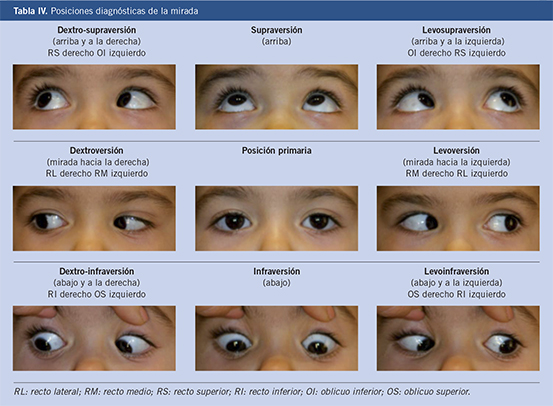 Tabla IV. Posiciones diagnósticas de la mirada
Dextro-supraversión
(arriba y a la derecha)
RS derecho OI izquierdo
Supraversión
(arriba)
Levosupraversión
(arriba y a la izquierda)
OI derecho RS izquierdo
Dextroversión
(mirada hacia la derecha)
RL derecho RM izquierdo
Posición primaria
Levoversión
(mirada hacia la izquierda)
RM derecho RL izquierdo
Dextro-infraversión
(abajo y a la derecha)
RI derecho OS izquierdo
Infraversión
(abajo)
Levoinfraversión
(abajo y a la izquierda)
OS derecho RI izquierdo
RL: recto lateral; RM: recto medio; RS: recto superior; RI: recto inferior; OI: oblicuo inferior; OS: oblicuo superior.